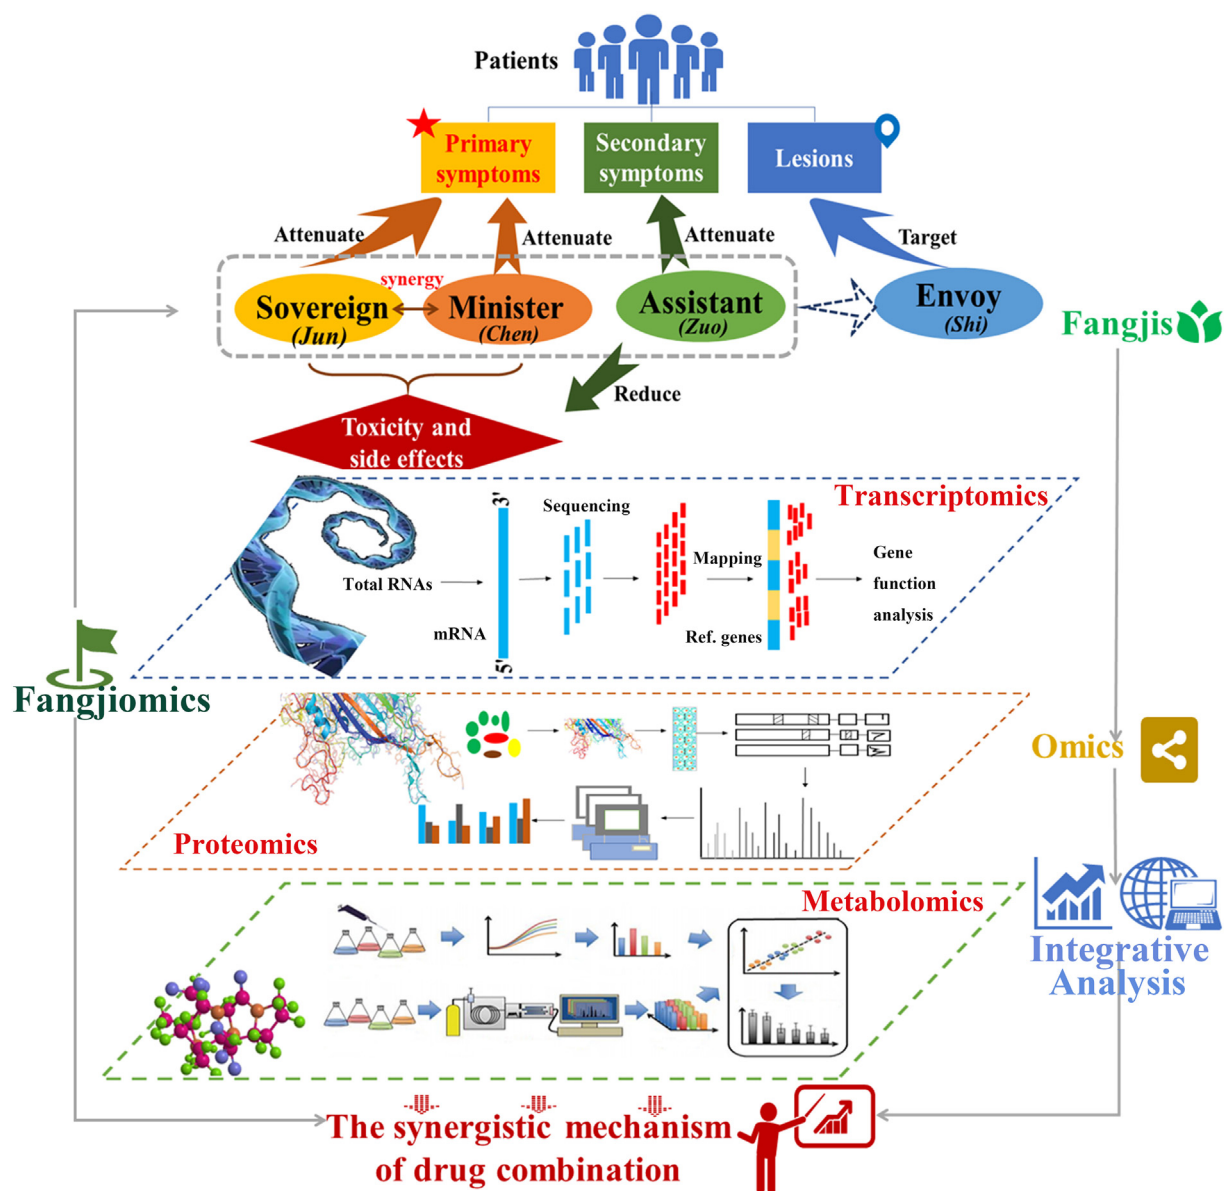 Patients
Primary
symptoms
Secondary
symptoms
Lesions
Attenuate
Attenuate
Attenuate
Target
synergy
Sovereign
(Jun)
Minister
(Chen)
Assistant
(Zuo)
Envoy
(Shi)
Fangjis
Reduce
Toxicity and
side effects
Transcriptomics
3'
Sequencing
Total RNAs
Mapping
Gene
function
analysis
mRNA
Ref. genes
5'
Fangjiomics
Omics
Proteomics
Metabolomics
Integrative
Analysis
The synergistic mechanism
of drug combination